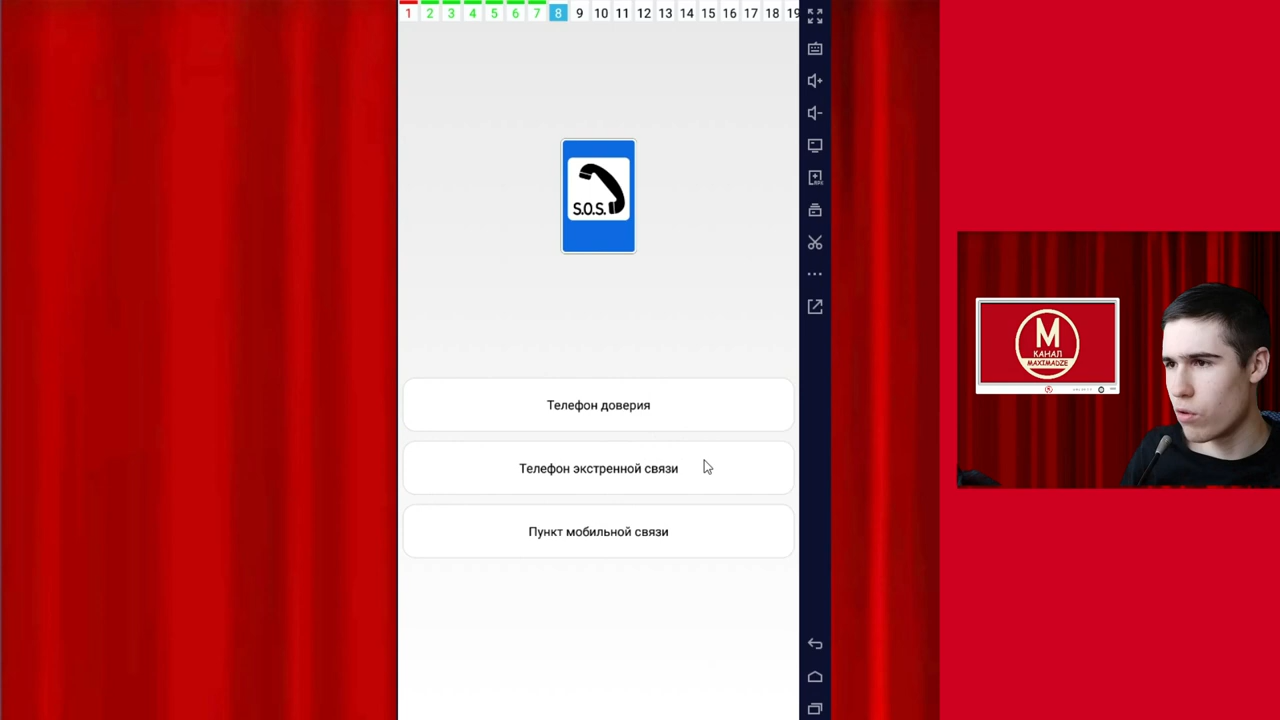 1 2 3 4 5 6 7 8 9 10 11 12 13 14 15 16 17 18 19
S.O.S.
Телефон доверия
Телефон экстренной связи
Пункт мобильной связи
M
КАНАЛ
MAXIMADZE